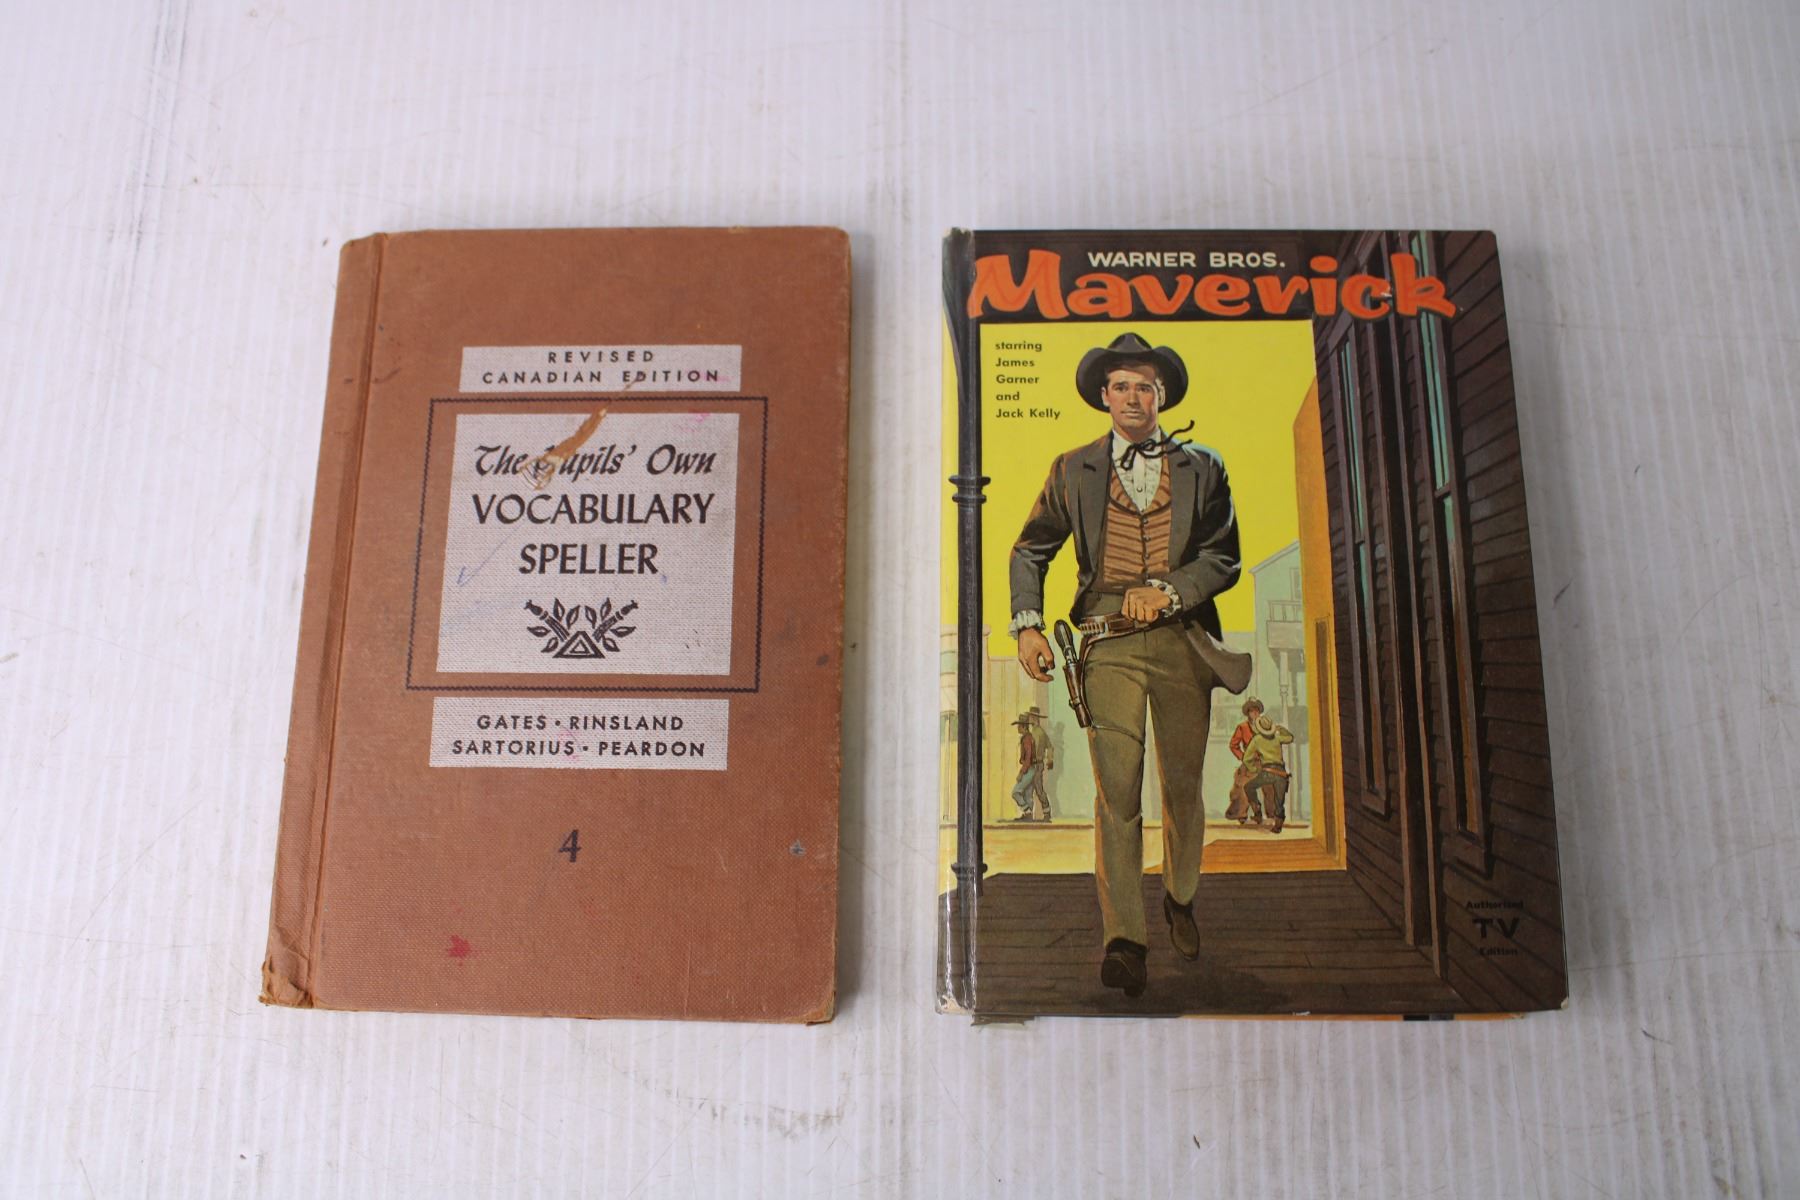 REVISED
CANADIAN EDITION
The Pupils' Own
VOCABULARY
SPELLER
GATES • RINSLAND
SARTORIUS • PEARDON
4
WARNER BROS.
Maverick
starring
James
Garner
and
Jack Kelly
Authorized
TV
Edition